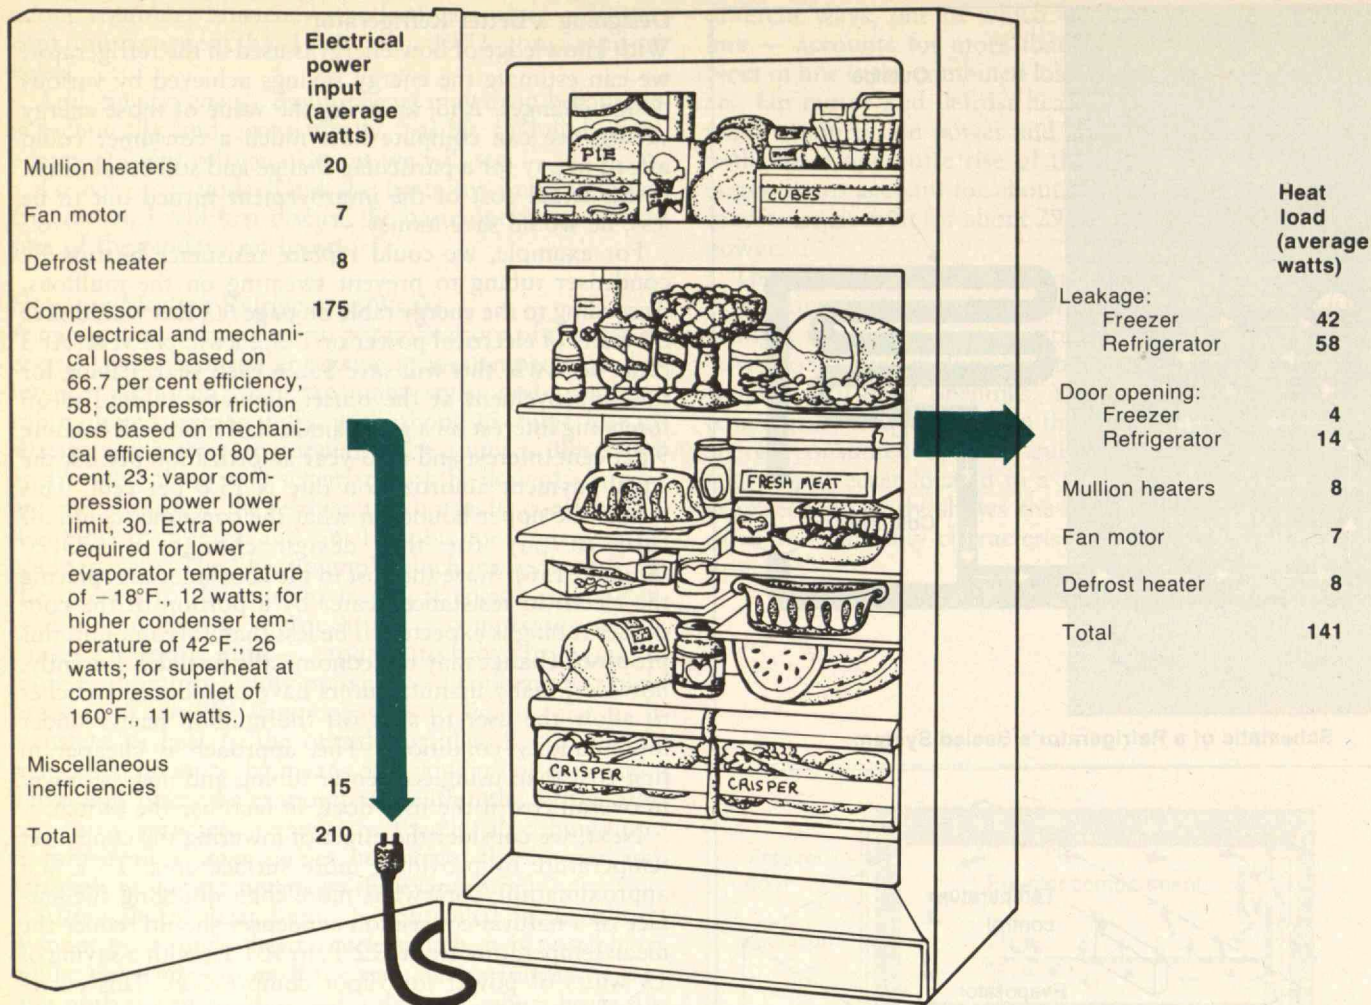 Electrical
power
input
(average
watts)
Mullion heaters 20
Fan motor 7
Defrost heater 8
Compressor motor 175
(electrical and mechani-
cal losses based on
66.7 per cent efficiency,
58; compressor friction
loss based on mechani-
cal efficiency of 80 per
cent, 23; vapor com-
pression power lower
limit, 30. Extra power
required for lower
evaporator temperature
of −18°F., 12 watts; for
higher condenser tem-
perature of 42°F., 26
watts; for superheat at
compressor inlet of
160°F., 11 watts.)
Miscellaneous
inefficiencies 15
Total 210
PIE
CUBES
FRESH MEAT
CRISPER
CRISPER
Heat
load
(average
watts)
Leakage:
Freezer 42
Refrigerator 58
Door opening:
Freezer 4
Refrigerator 14
Mullion heaters 8
Fan motor 7
Defrost heater 8
Total 141